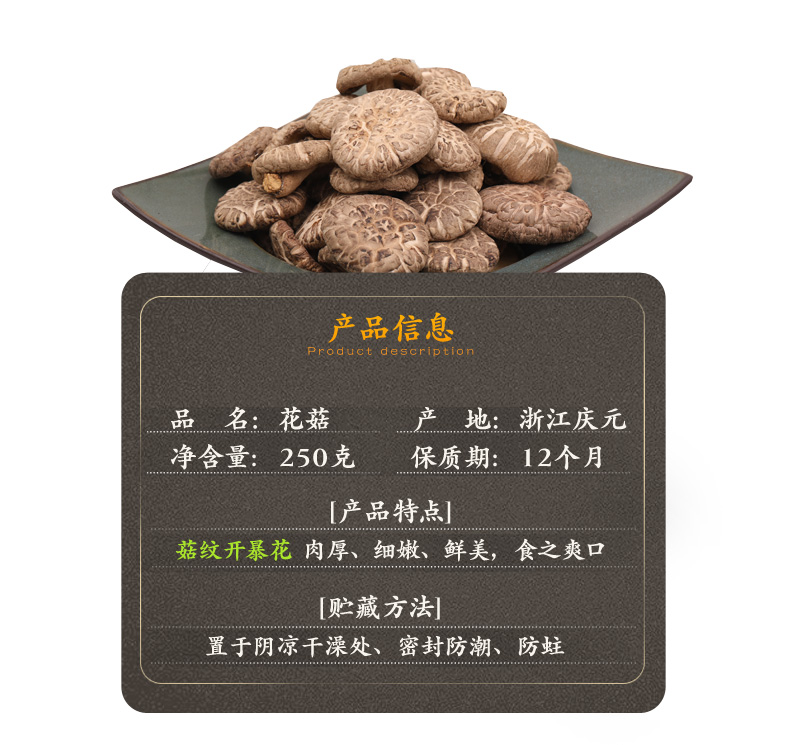 产品信息
Product description
品 名: 花菇 产 地: 浙江庆元
净含量: 250克 保质期: 12个月
[产品特点]
菇纹开暴花 肉厚、细嫩、鲜美，食之爽口
[贮藏方法]
置于阴凉干澡处、密封防潮、防蛀